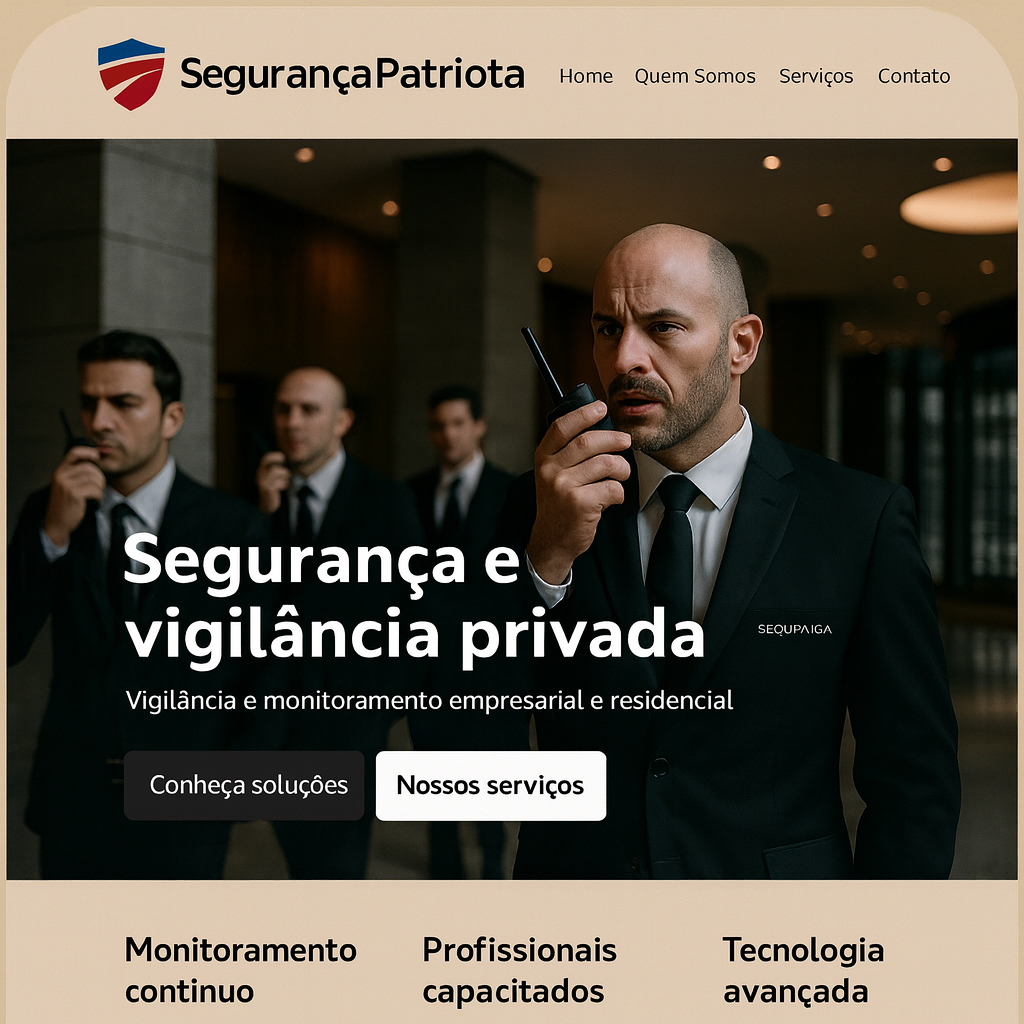 SegurançaPatriota
Home Quem Somos Serviços Contato
Segurança e
vigilância privada
SEQUPAIGA
Vigilância e monitoramento empresarial e residencial
Conheça soluções Nossos serviços
Monitoramento Profissionais Tecnologia
continuo capacitados avançada